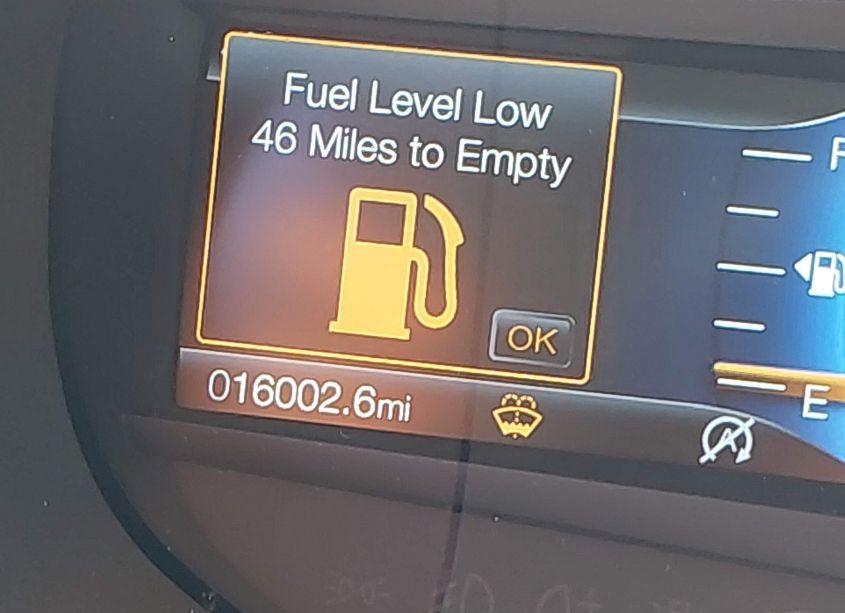 Fuel Level Low
46 Miles to Empty
F
OK
E
016002.6mi
A